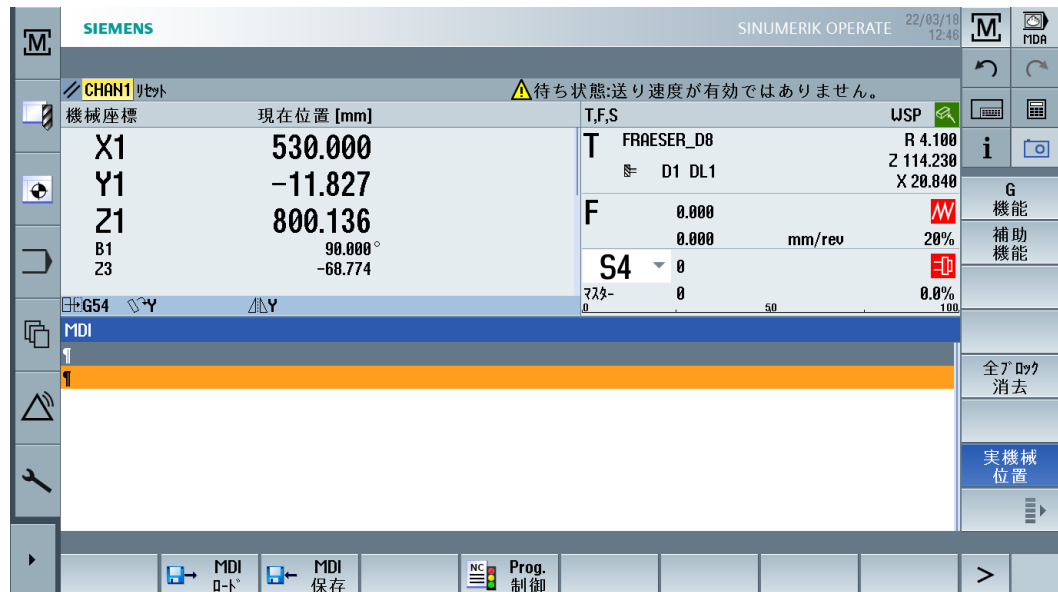 SIEMENS
SINUMERIK OPERATE
22/03/18
12:46
M
M
MDA
CHAN1 ﾘｾｯﾄ
待ち状態:送り速度が有効ではありません。
機械座標 現在位置 [mm]
X1 530.000
Y1 -11.827
Z1 800.136
B1 90.000°
Z3 -68.774
G54 Y Y
T,F,S WSP
T FRAESER_D8 R 4.100
D1 DL1 Z 114.230
X 20.840
F 0.000
0.000 mm/rev 20%
S4 0
ﾏｽﾀｰ 0 0.0%
0 50 100
MDI
¶
¶
i
G
機能
補助
機能
全ﾌﾞﾛｯｸ
消去
実機械
位置
MDI
ﾛｰﾄﾞ
MDI
保存
NC
Prog.
制御
>